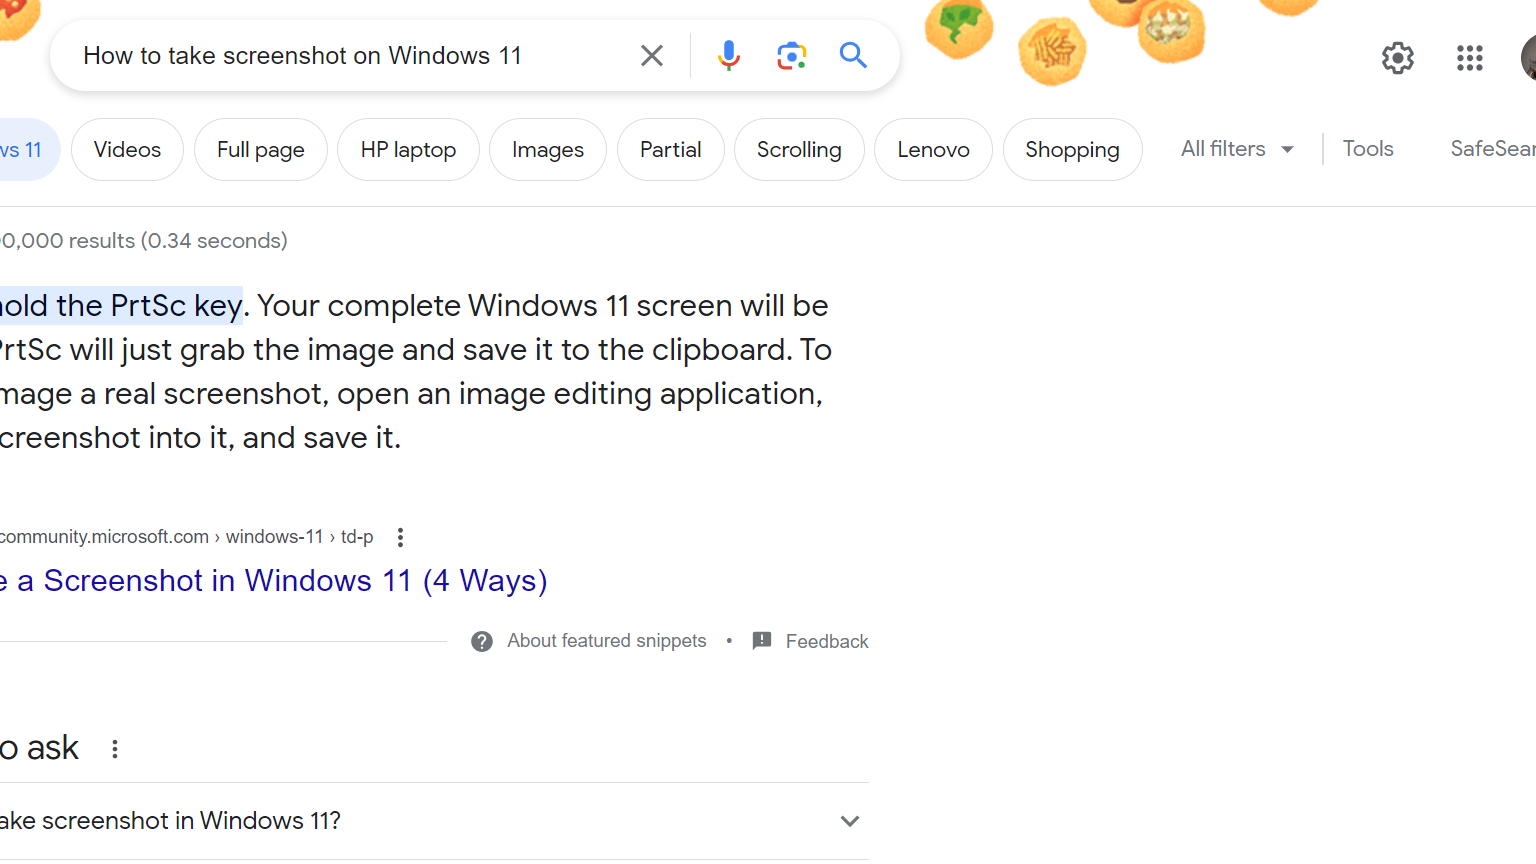 How to take screenshot on Windows 11
ws 11 Videos Full page HP laptop Images Partial Scrolling Lenovo Shopping All filters Tools SafeSear
0,000 results (0.34 seconds)
old the PrtSc key. Your complete Windows 11 screen will be
PrtSc will just grab the image and save it to the clipboard. To
mage a real screenshot, open an image editing application,
creenshot into it, and save it.
community.microsoft.com › windows-11 › td-p
e a Screenshot in Windows 11 (4 Ways)
About featured snippets • Feedback
o ask
ake screenshot in Windows 11?